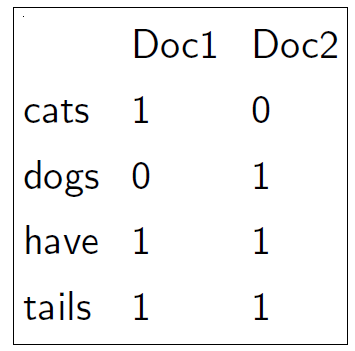 Doc1 Doc2
cats 1 0
dogs 0 1
have 1 1
tails 1 1